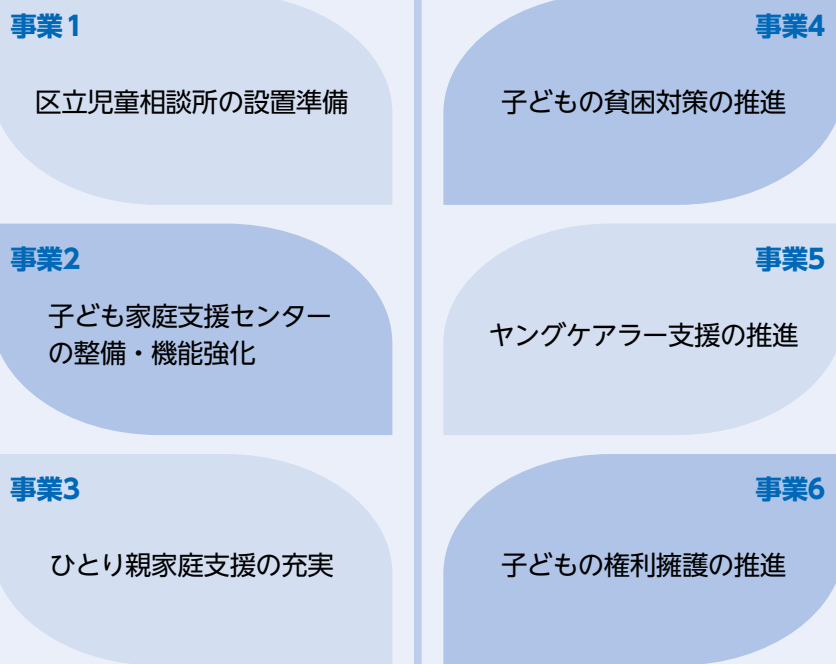 事業1
区立児童相談所の設置準備
事業2
子ども家庭支援センター
の整備・機能強化
事業3
ひとり親家庭支援の充実
事業4
子どもの貧困対策の推進
事業5
ヤングケアラー支援の推進
事業6
子どもの権利擁護の推進